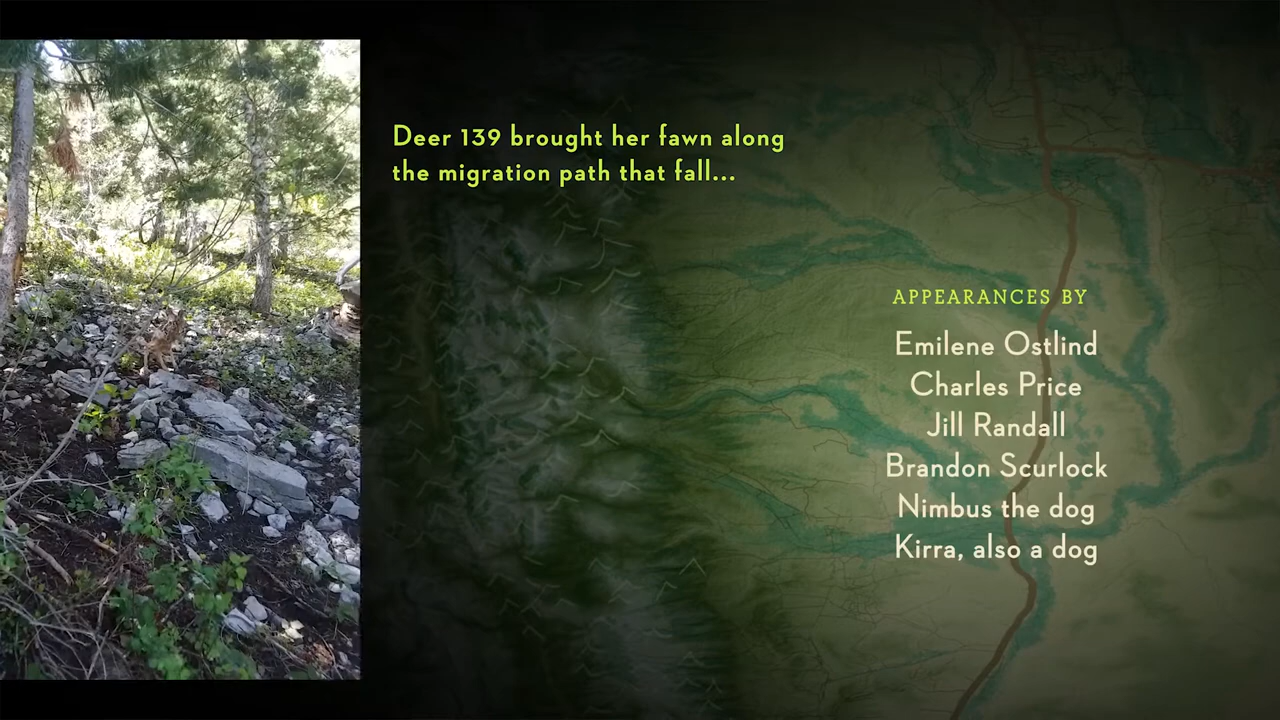 Deer 139 brought her fawn along
the migration path that fall...
APPEARANCES BY
Emilene Ostlind
Charles Price
Jill Randall
Brandon Scurlock
Nimbus the dog
Kirra, also a dog